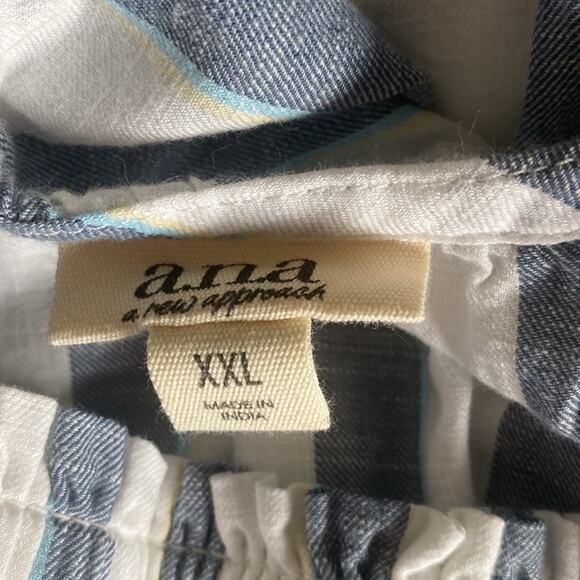 a.n.a
a new approach
XXL
MADE IN
INDIA